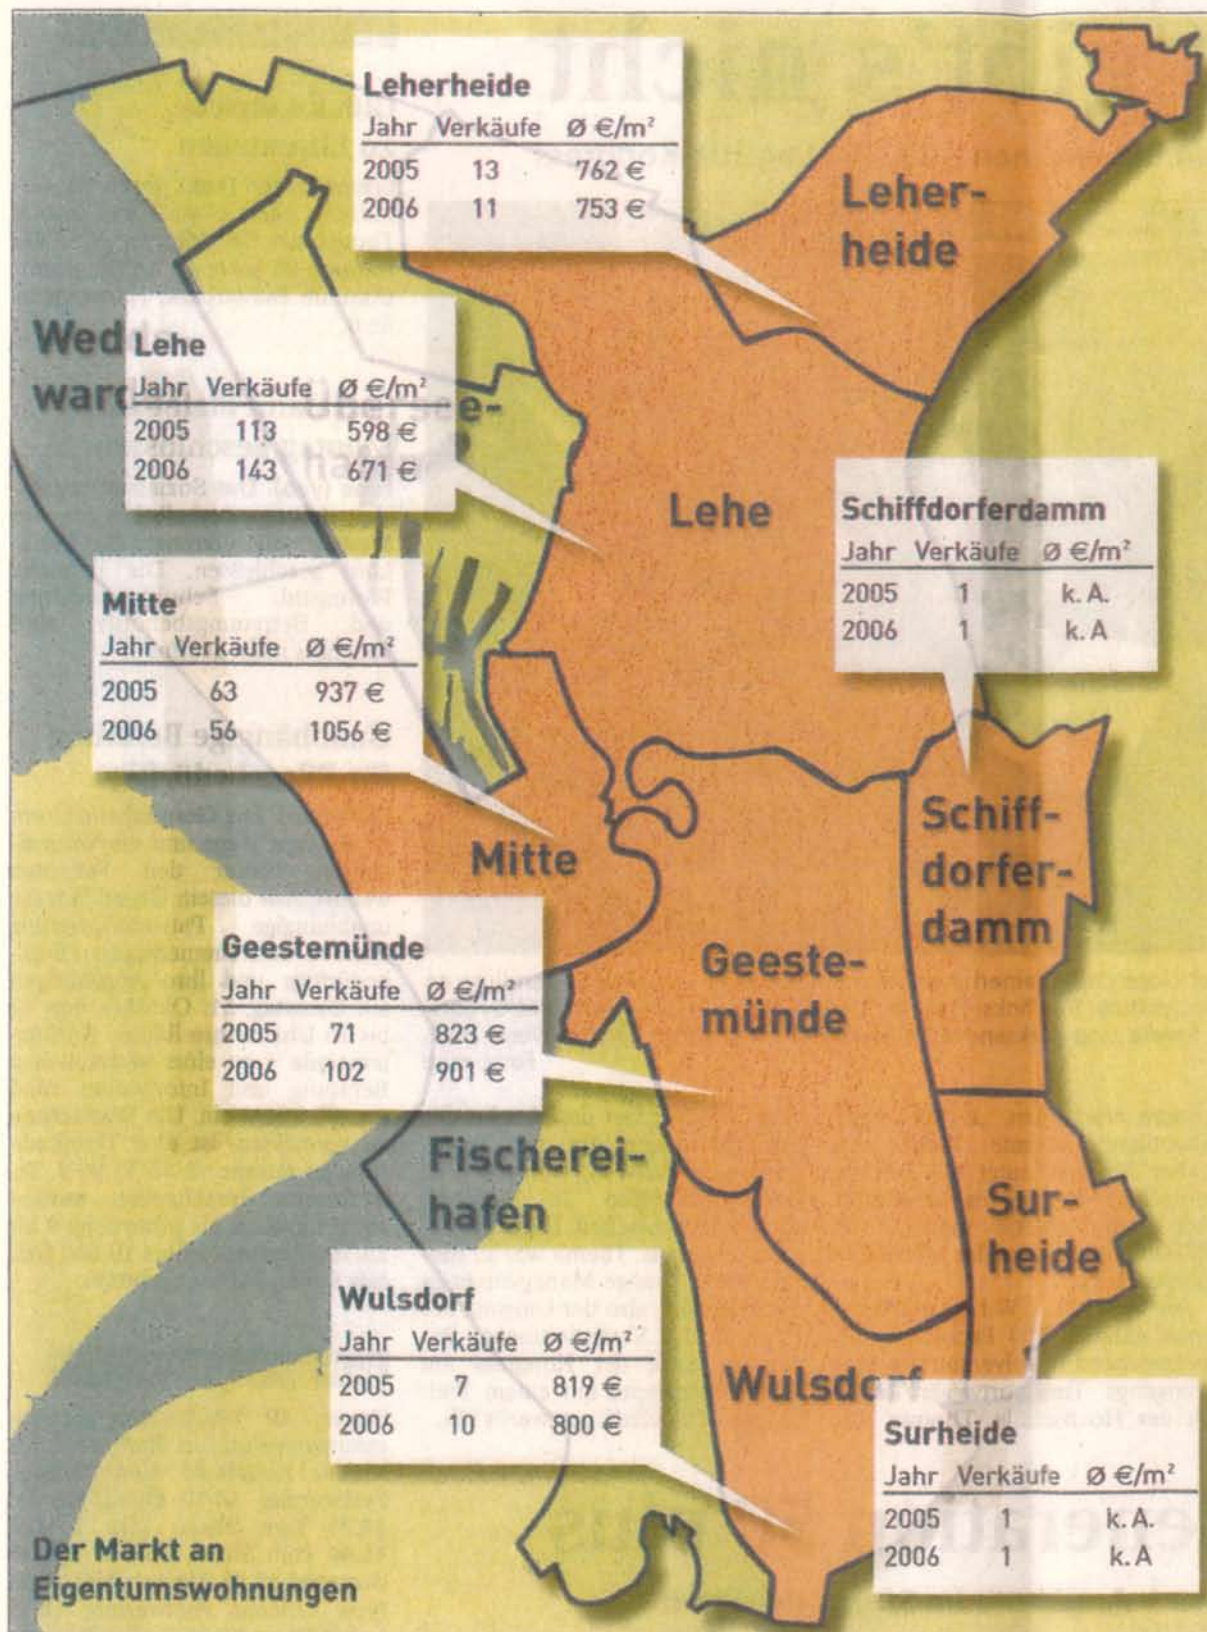 Leherheide
Jahr Verkäufe Ø €/m²
2005 13 762 €
2006 11 753 €
Leher-
heide
Lehe
Jahr Verkäufe Ø €/m²
2005 113 598 €
2006 143 671 €
Lehe
Schiffdorferdamm
Jahr Verkäufe Ø €/m²
2005 1 k. A.
2006 1 k. A
Mitte
Jahr Verkäufe Ø €/m²
2005 63 937 €
2006 56 1056 €
Mitte
Schiff-
dorfer-
damm
Geestemünde
Jahr Verkäufe Ø €/m²
2005 71 823 €
2006 102 901 €
Geeste-
münde
Fischerei-
hafen
Sur-
heide
Wulsdorf
Jahr Verkäufe Ø €/m²
2005 7 819 €
2006 10 800 €
Wulsdorf
Surheide
Jahr Verkäufe Ø €/m²
2005 1 k. A.
2006 1 k. A
Der Markt an
Eigentumswohnungen